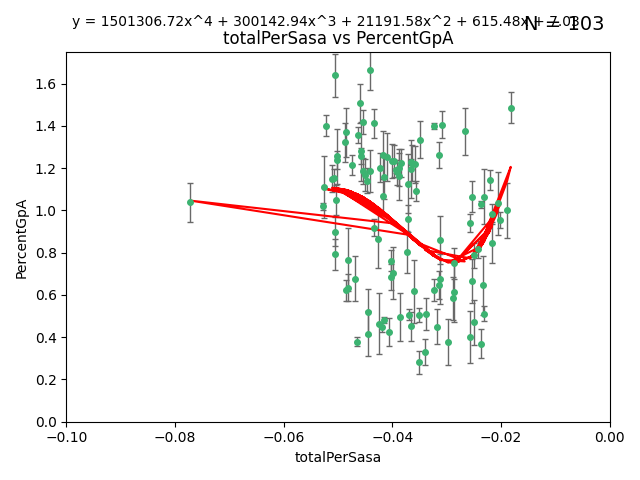 y = 1501306.72x^4 + 300142.94x^3 + 21191.58x^2 + 615.48x + 7.03
N = 103
totalPerSasa vs PercentGpA
PercentGpA
1.6
1.4
1.2
1.0
0.8
0.6
0.4
0.2
0.0
−0.10 −0.08 −0.06 −0.04 −0.02 0.00
totalPerSasa